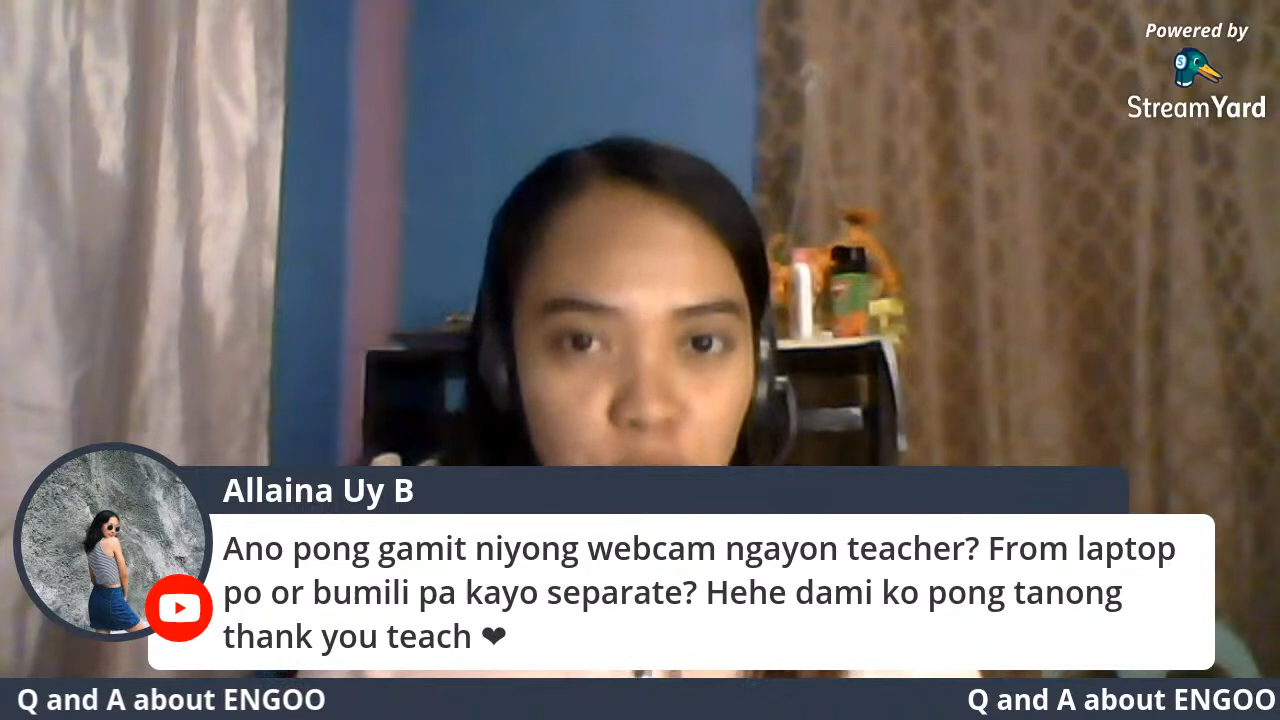 Powered by
StreamYard
Allaina Uy B
Ano pong gamit niyong webcam ngayon teacher? From laptop
po or bumili pa kayo separate? Hehe dami ko pong tanong
thank you teach ❤
Q and A about ENGOO
Q and A about ENGOO